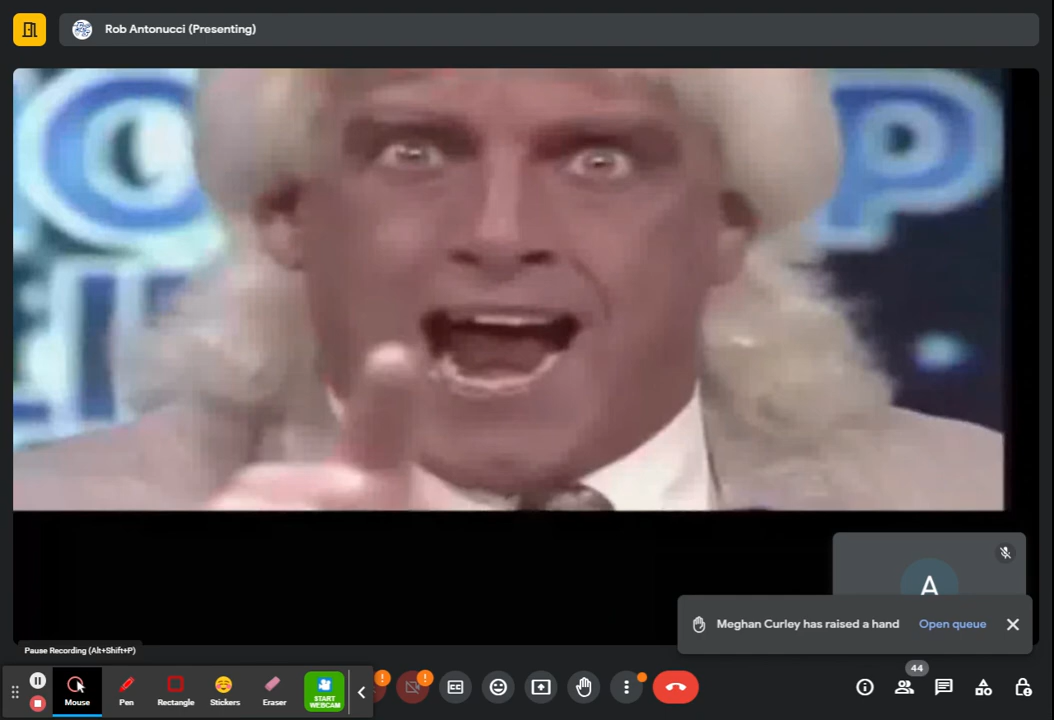 Rob Antonucci (Presenting)
A
Meghan Curley has raised a hand Open queue
Pause Recording (Alt+Shift+P)
44
Mouse Pen Rectangle Stickers Eraser START WEBCAM